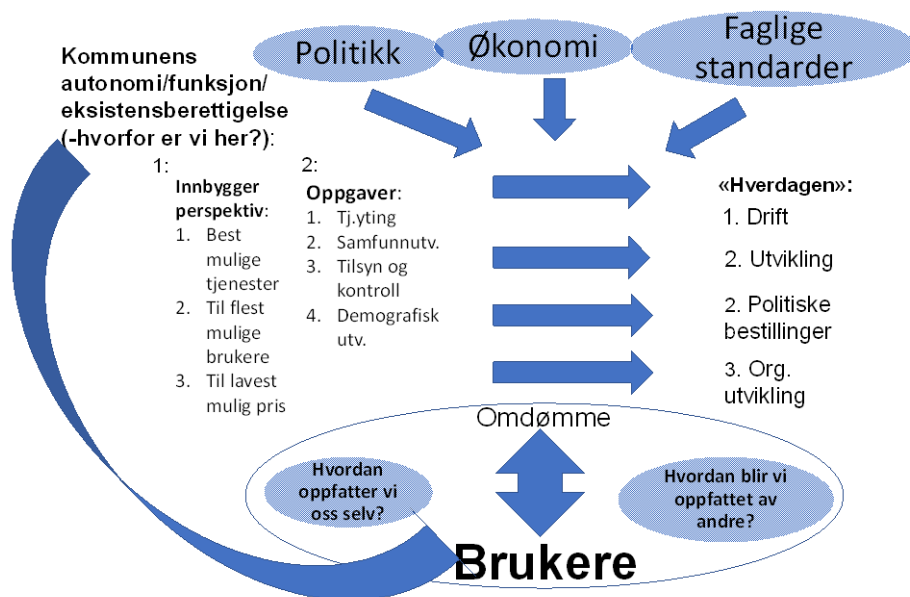 Politikk
Økonomi
Faglige
standarder
Kommunens
autonomi/funksjon/
eksistensberettigelse
(-hvorfor er vi her?):
1:
Innbygger
perspektiv:
1. Best
mulige
tjenester
2. Til flest
mulige
brukere
3. Til lavest
mulig pris
2:
Oppgaver:
1. Tj.yting
2. Samfunnutv.
3. Tilsyn og
kontroll
4. Demografisk
utv.
«Hverdagen»:
1. Drift
2. Utvikling
2. Politiske
bestillinger
3. Org.
utvikling
Omdømme
Hvordan
oppfatter vi
oss selv?
Hvordan blir vi
oppfattet av
andre?
Brukere